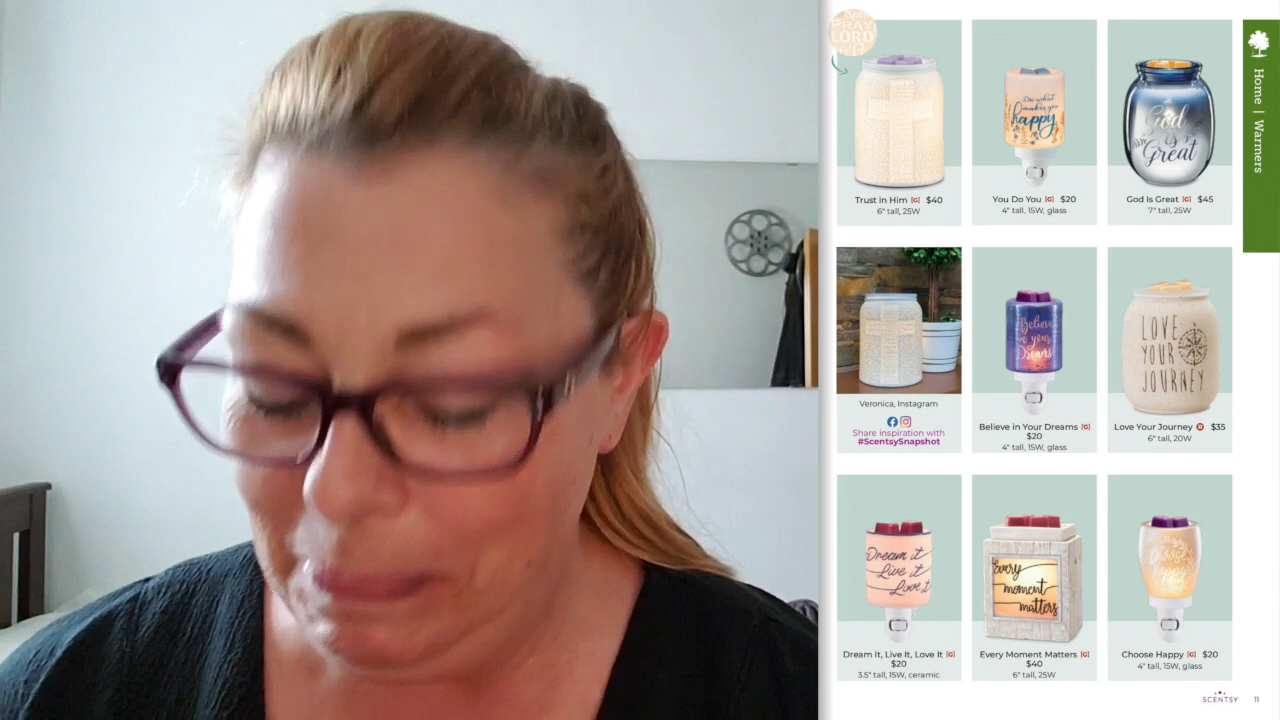 PRAY
LORD
Trust in Him [G] $40
6" tall, 25W
Do what
makes you
happy
You Do You [G] $20
4" tall, 15W, glass
God
is
Great
God Is Great [G] $45
7" tall, 25W
Home | Warmers
Veronica, Instagram
Share inspiration with
#ScentsySnapshot
Believe
in your
Dreams
Believe in Your Dreams [G]
$20
4" tall, 15W, glass
LOVE
YOUR
JOURNEY
Love Your Journey R $35
6" tall, 20W
Dream it
Live it
Love it
Dream It, Live It, Love It [G]
$20
3.5" tall, 15W, ceramic
Every
moment
matters
Every Moment Matters [G]
$40
6" tall, 25W
Choose
Happy
Choose Happy [G] $20
4" tall, 15W, glass
SCENTSY 11